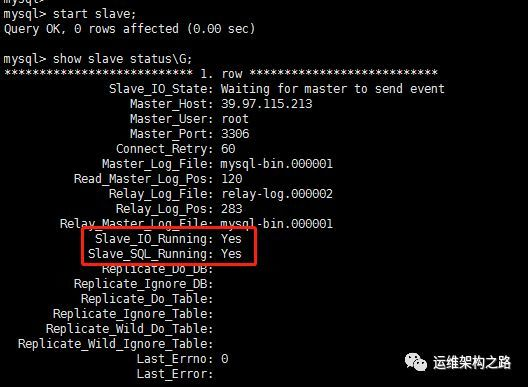 mysql> start slave;
Query OK, 0 rows affected (0.00 sec)
mysql> show slave status\G;
*************************** 1. row ***************************
Slave_IO_State: Waiting for master to send event
Master_Host: 39.97.115.213
Master_User: root
Master_Port: 3306
Connect_Retry: 60
Master_Log_File: mysql-bin.000001
Read_Master_Log_Pos: 120
Relay_Log_File: relay-log.000002
Relay_Log_Pos: 283
Relay_Master_Log_File: mysql-bin.000001
Slave_IO_Running: Yes
Slave_SQL_Running: Yes
Replicate_Do_DB:
Replicate_Ignore_DB:
Replicate_Do_Table:
Replicate_Ignore_Table:
Replicate_Wild_Do_Table:
Replicate_Wild_Ignore_Table:
Last_Errno: 0
Last_Error:
运维架构之路